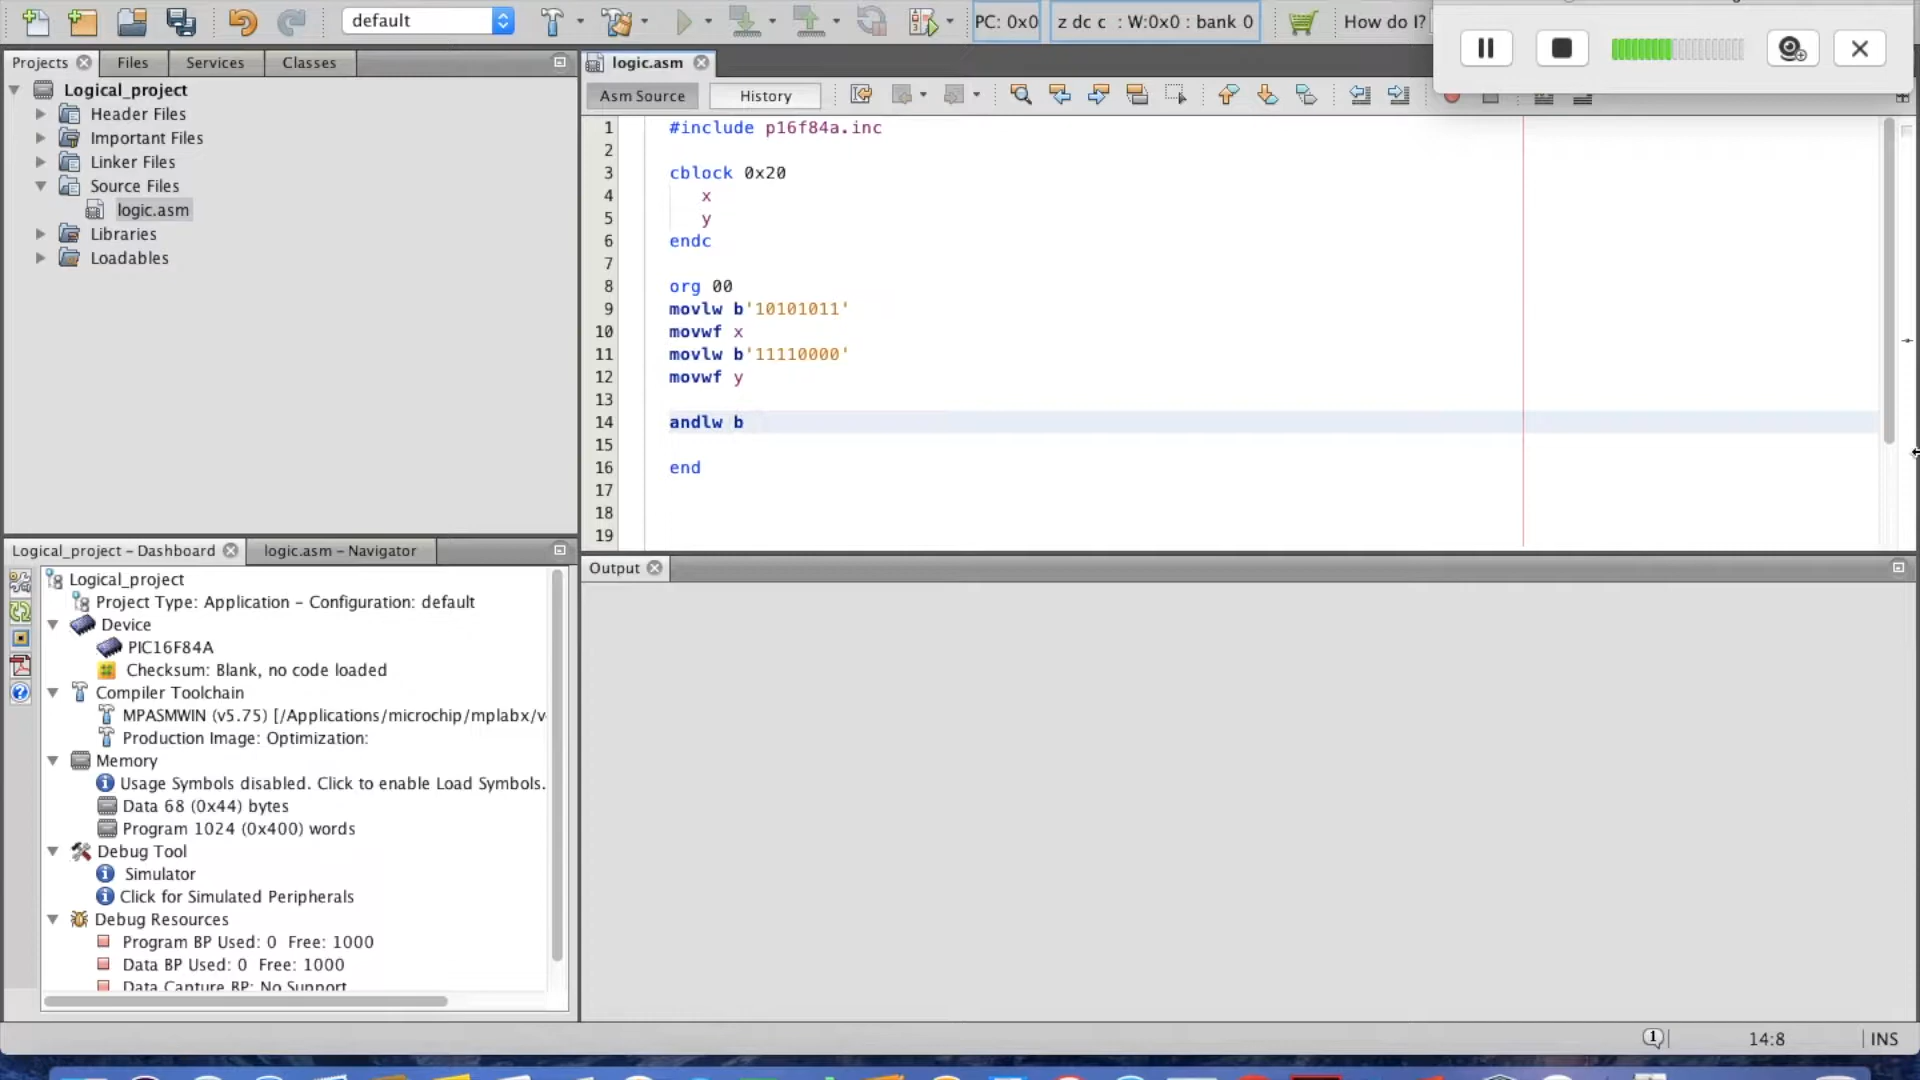 default
PC: 0x0
z dc c : W:0x0 : bank 0
How do I?
Projects
Files
Services
Classes
Logical_project
Header Files
Important Files
Linker Files
Source Files
logic.asm
Libraries
Loadables
logic.asm
Asm Source
History
1 #include p16f84a.inc
2
3 cblock 0x20
4 x
5 y
6 endc
7
8 org 00
9 movlw b'10101011'
10 movwf x
11 movlw b'11110000'
12 movwf y
13
14 andlw b
15
16 end
17
18
19
Logical_project – Dashboard
logic.asm – Navigator
Logical_project
Project Type: Application – Configuration: default
Device
PIC16F84A
Checksum: Blank, no code loaded
Compiler Toolchain
MPASMWIN (v5.75) [/Applications/microchip/mplabx/v
Production Image: Optimization:
Memory
Usage Symbols disabled. Click to enable Load Symbols.
Data 68 (0x44) bytes
Program 1024 (0x400) words
Debug Tool
Simulator
Click for Simulated Peripherals
Debug Resources
Program BP Used: 0 Free: 1000
Data BP Used: 0 Free: 1000
Data Capture BP: No Support
Output
1
14:8
INS